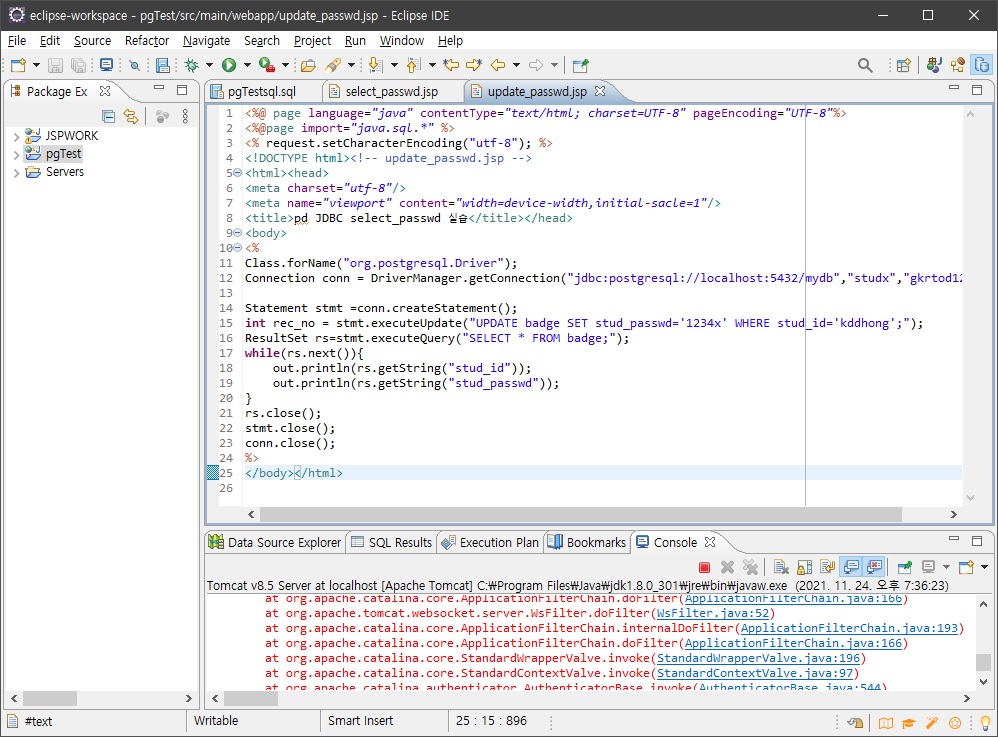 eclipse-workspace - pgTest/src/main/webapp/update_passwd.jsp - Eclipse IDE
File Edit Source Refactor Navigate Search Project Run Window Help
Package Ex
JSPWORK
pgTest
Servers
pgTestsql.sql select_passwd.jsp update_passwd.jsp
1 <%@ page language="java" contentType="text/html; charset=UTF-8" pageEncoding="UTF-8"%>
2 <%@page import="java.sql.*" %>
3 <% request.setCharacterEncoding("utf-8"); %>
4 <!DOCTYPE html><!-- update_passwd.jsp -->
5 <html><head>
6 <meta charset="utf-8"/>
7 <meta name="viewport" content="width=device-width,initial-sacle=1"/>
8 <title>pd JDBC select_passwd 실습</title></head>
9 <body>
10 <%
11 Class.forName("org.postgresql.Driver");
12 Connection conn = DriverManager.getConnection("jdbc:postgresql://localhost:5432/mydb","studx","gkrtod12
13
14 Statement stmt =conn.createStatement();
15 int rec_no = stmt.executeUpdate("UPDATE badge SET stud_passwd='1234x' WHERE stud_id='kddhong';");
16 ResultSet rs=stmt.executeQuery("SELECT * FROM badge;");
17 while(rs.next()){
18 out.println(rs.getString("stud_id"));
19 out.println(rs.getString("stud_passwd"));
20 }
21 rs.close();
22 stmt.close();
23 conn.close();
24 %>
25 </body></html>
26
Data Source Explorer SQL Results Execution Plan Bookmarks Console
Tomcat v8.5 Server at localhost [Apache Tomcat] C:₩Program Files₩Java₩jdk1.8.0_301₩jre₩bin₩javaw.exe (2021. 11. 24. 오후 7:36:23)
at org.apache.catalina.core.ApplicationFilterChain.doFilter(ApplicationFilterChain.java:166)
at org.apache.tomcat.websocket.server.WsFilter.doFilter(WsFilter.java:52)
at org.apache.catalina.core.ApplicationFilterChain.internalDoFilter(ApplicationFilterChain.java:193)
at org.apache.catalina.core.ApplicationFilterChain.doFilter(ApplicationFilterChain.java:166)
at org.apache.catalina.core.StandardWrapperValve.invoke(StandardWrapperValve.java:196)
at org.apache.catalina.core.StandardContextValve.invoke(StandardContextValve.java:97)
at org.apache.catalina.authenticator.AuthenticatorBase.invoke(AuthenticatorBase.java:544)
#text Writable Smart Insert 25 : 15 : 896